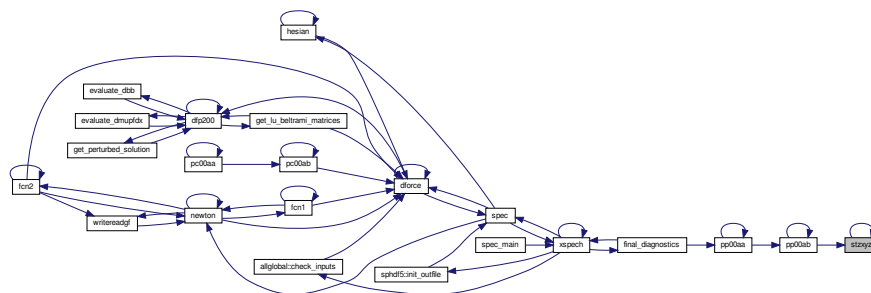 hesian
evaluate_dbb
evaluate_dmupfdx
dfp200
get_lu_beltrami_matrices
get_perturbed_solution
pc00aa
pc00ab
fcn2
dforce
fcn1
writereadgf
newton
spec
spec_main
xspech
final_diagnostics
pp00aa
pp00ab
stzxyz
allglobal::check_inputs
sphdf5::init_outfile